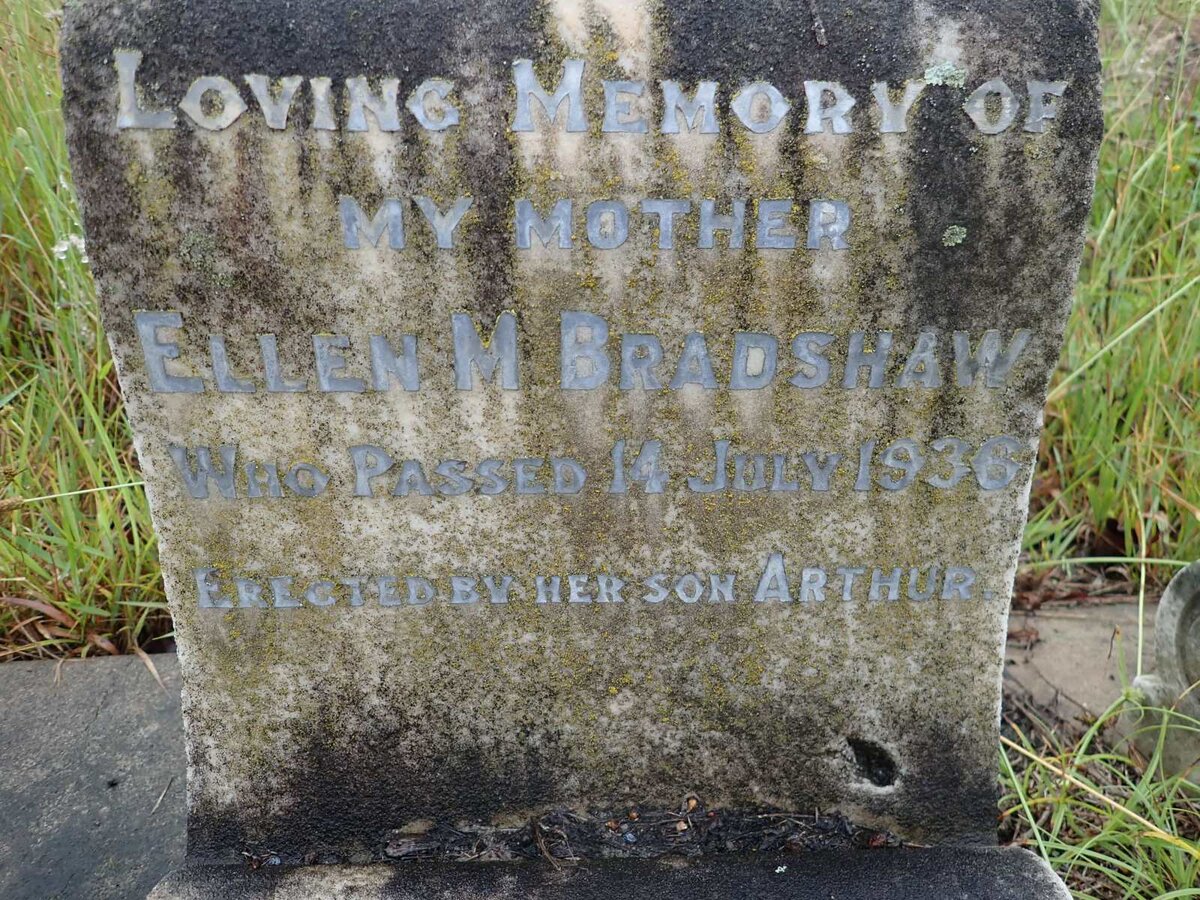 LOVING MEMORY OF
MY MOTHER
ELLEN M BRADSHAW
WHO PASSED 14 JULY 1936
ERECTED BY HER SON ARTHUR.